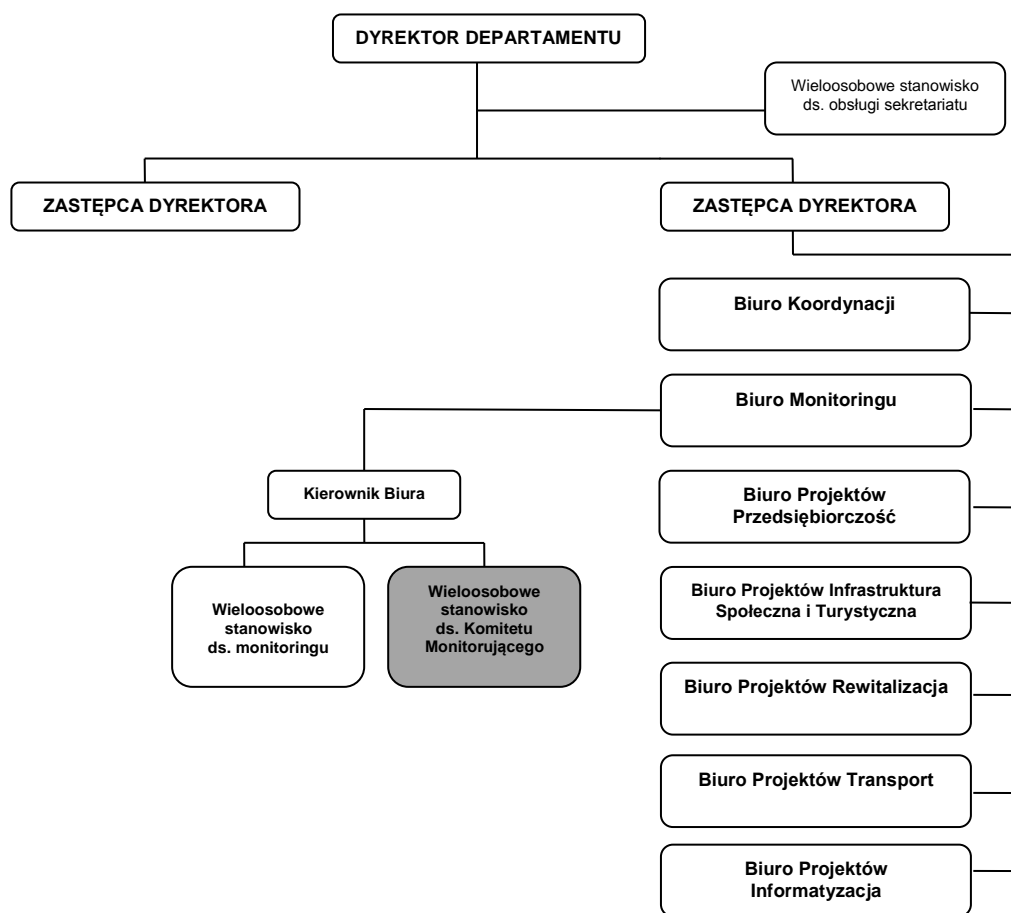 DYREKTOR DEPARTAMENTU
Wieloosobowe stanowisko
ds. obsługi sekretariatu
ZASTĘPCA DYREKTORA
ZASTĘPCA DYREKTORA
Biuro Koordynacji
Biuro Monitoringu
Kierownik Biura
Wieloosobowe
stanowisko
ds. monitoringu
Wieloosobowe
stanowisko
ds. Komitetu
Monitorującego
Biuro Projektów
Przedsiębiorczość
Biuro Projektów Infrastruktura
Społeczna i Turystyczna
Biuro Projektów Rewitalizacja
Biuro Projektów Transport
Biuro Projektów
Informatyzacja